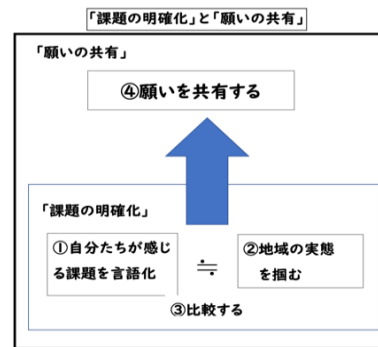 「課題の明確化」と「願いの共有」
「願いの共有」
④願いを共有する
「課題の明確化」
①自分たちが感じ
る課題を言語化
≒
②地域の実態
を掴む
③比較する